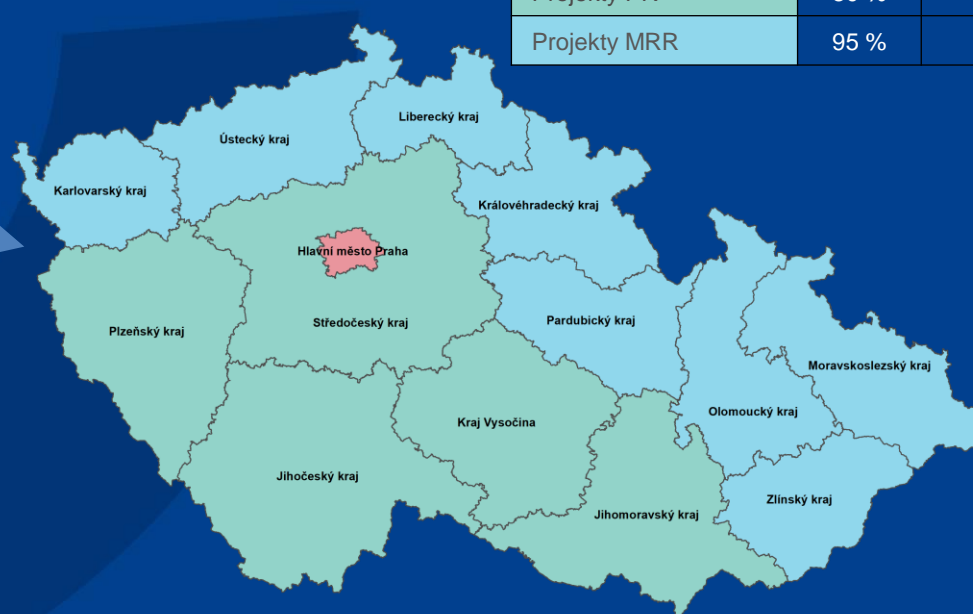 Projekty MRR 95 %
Liberecký kraj
Ústecký kraj
Karlovarský kraj
Královéhradecký kraj
Hlavní město Praha
Středočeský kraj
Pardubický kraj
Plzeňský kraj
Moravskoslezský kraj
Olomoucký kraj
Kraj Vysočina
Jihočeský kraj
Zlínský kraj
Jihomoravský kraj